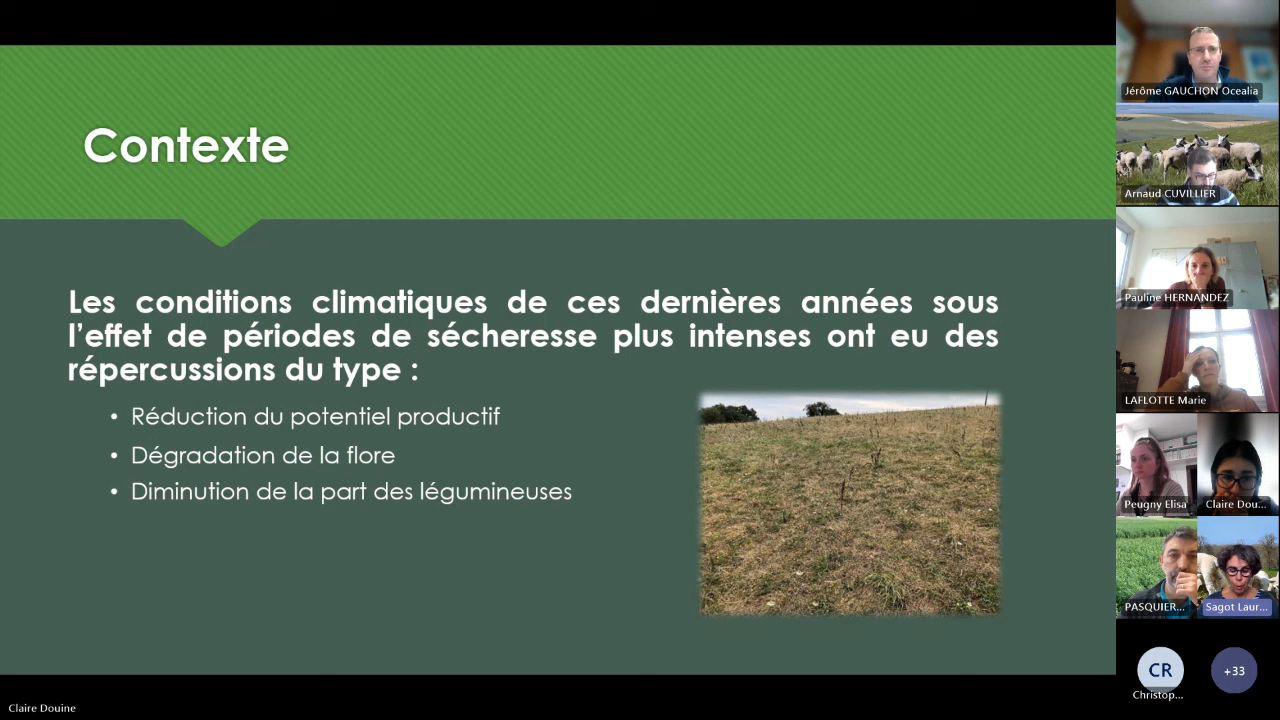 Contexte
Les conditions climatiques de ces dernières années sous
l'effet de périodes de sécheresse plus intenses ont eu des
répercussions du type :
• Réduction du potentiel productif
• Dégradation de la flore
• Diminution de la part des légumineuses
Jérôme GAUCHON Ocealia
Arnaud CUVILLIER
Pauline HERNANDEZ
LAFLOTTE Marie
Peugny Elisa
Claire Dou...
PASQUIER...
Sagot Laur...
CR
Christop...
+33
Claire Douine